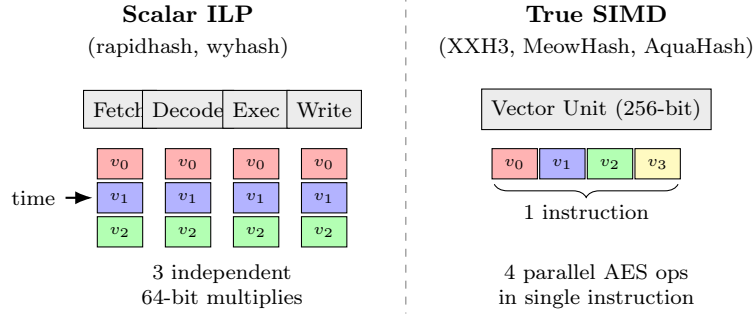 Scalar ILP
(rapidhash, wyhash)
Fetch Decode Exec Write
v0 v0 v0 v0
time v1 v1 v1 v1
v2 v2 v2 v2
3 independent
64-bit multiplies
True SIMD
(XXH3, MeowHash, AquaHash)
Vector Unit (256-bit)
v0 v1 v2 v3
1 instruction
4 parallel AES ops
in single instruction